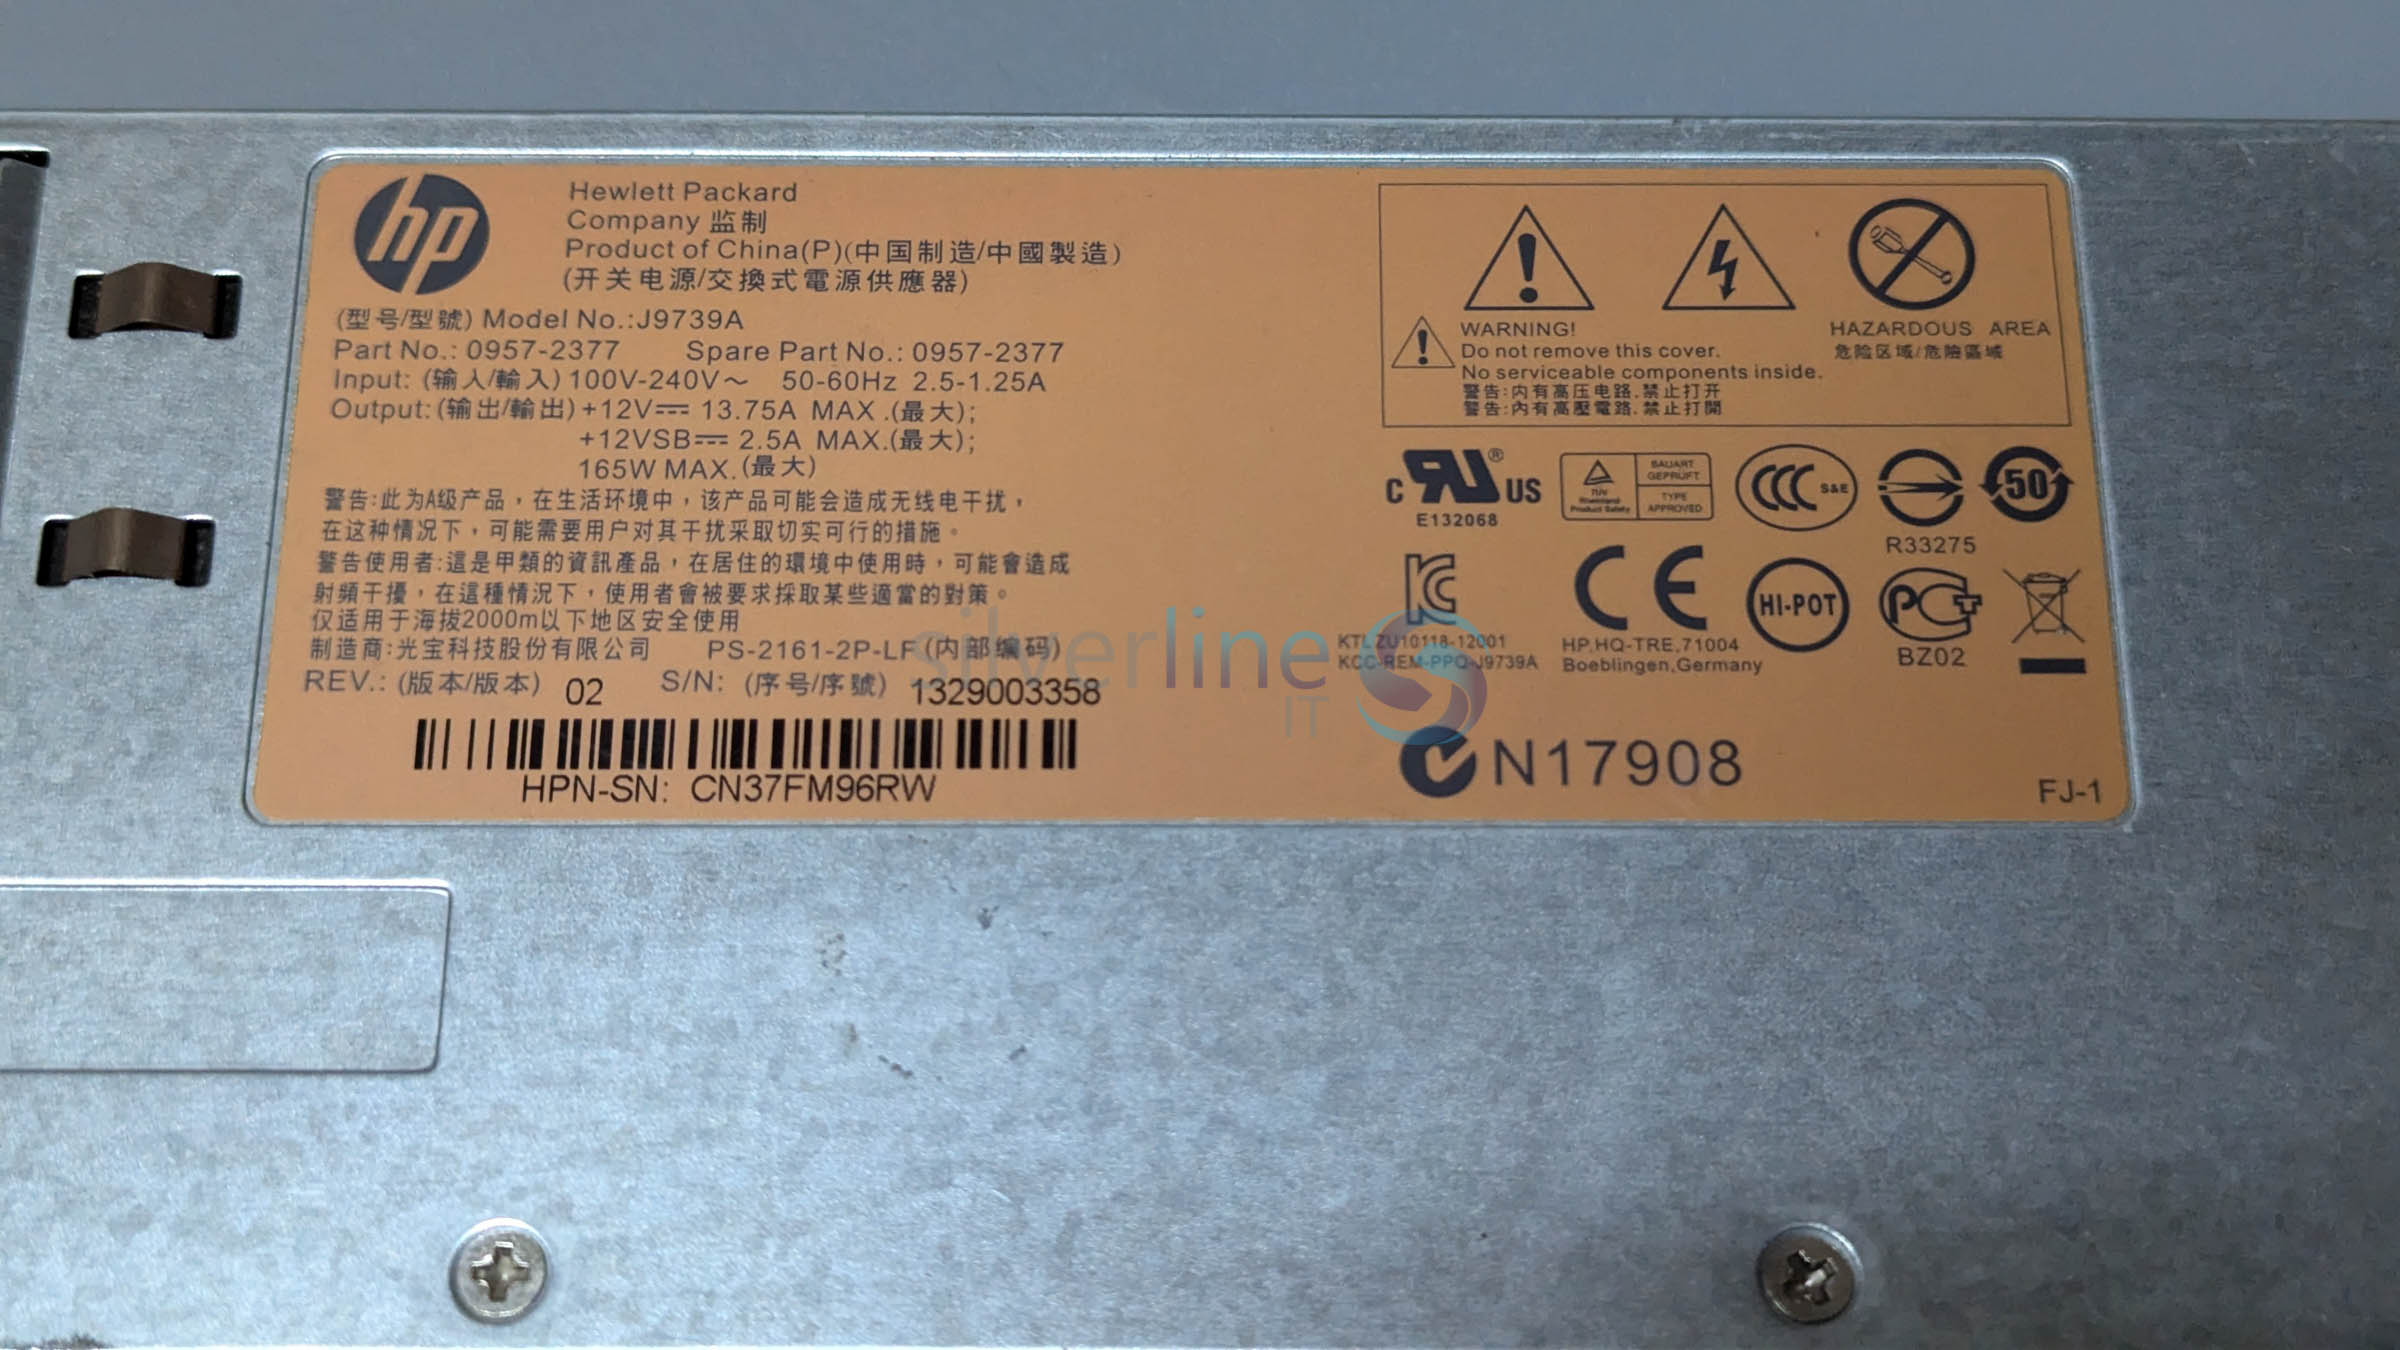 hp
Hewlett Packard
Company 监制
Product of China(P)(中国制造/中國製造)
(开关电源/交換式電源供應器)
(型号/型號) Model No.:J9739A
Part No.: 0957-2377 Spare Part No.: 0957-2377
Input: (输入/輸入) 100V-240V～ 50-60Hz 2.5-1.25A
Output:(输出/輸出) +12V⎓ 13.75A MAX .(最大);
+12VSB⎓ 2.5A MAX.(最大);
165W MAX.(最大)
警告:此为A级产品，在生活环境中，该产品可能会造成无线电干扰，
在这种情况下，可能需要用户对其干扰采取切实可行的措施。
警告使用者:這是甲類的資訊產品，在居住的環境中使用時，可能會造成
射頻干擾，在這種情況下，使用者會被要求採取某些適當的對策。
仅适用于海拔2000m以下地区安全使用
制造商:光宝科技股份有限公司 PS-2161-2P-LF (内部编码)
REV.: (版本/版本) 02 S/N: (序号/序號) 1329003358
HPN-SN: CN37FM96RW
WARNING!
Do not remove this cover.
No serviceable components inside.
警告:内有高压电路,禁止打开
警告:內有高壓電路,禁止打開
HAZARDOUS AREA
危险区域/危險區域
C RU ® US
E132068
TÜV
Rheinland
Product Safety
BAUART
GEPRÜFT
TYPE
APPROVED
CCC S&E
R33275
50
KC
KTLZU10118-12001
KCC-REM-PPQ-J9739A
CE
HP,HQ-TRE,71004
Boeblingen,Germany
HI-POT
PCT
BZ02
N17908
FJ-1
silverline
IT